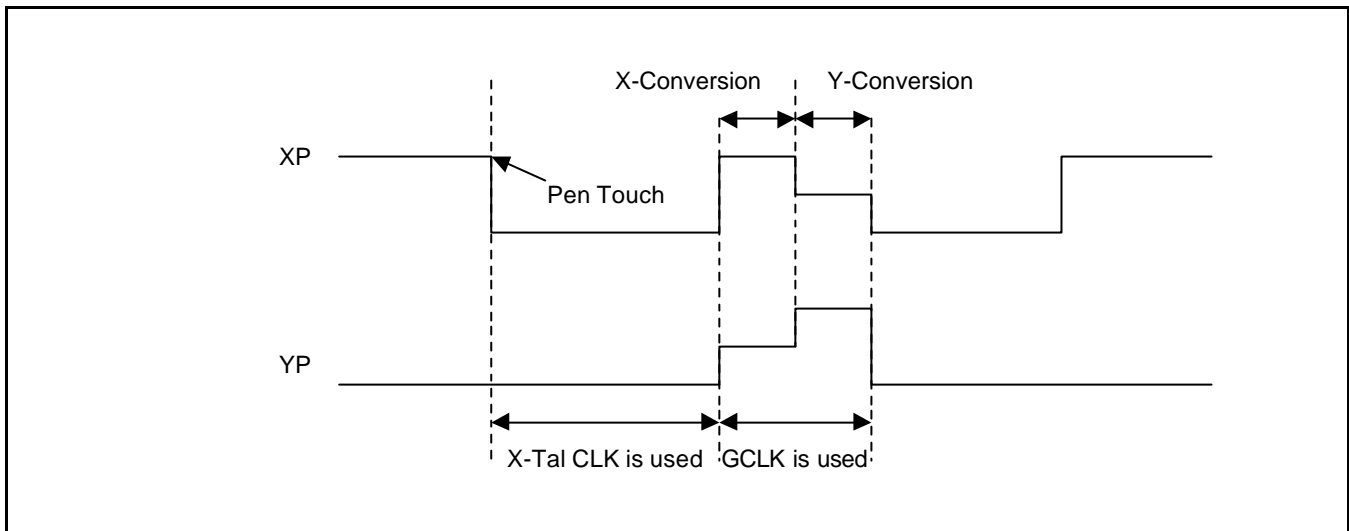 X-Conversion
Y-Conversion
XP
Pen Touch
YP
X-Tal CLK is used
GCLK is used